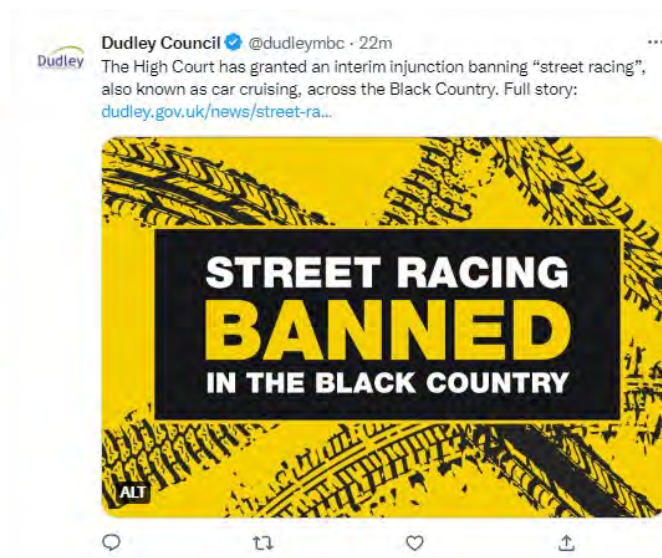 Dudley
Dudley Council @dudleymbc · 22m
The High Court has granted an interim injunction banning “street racing”,
also known as car cruising, across the Black Country. Full story:
dudley.gov.uk/news/street-ra...
STREET RACING
BANNED
IN THE BLACK COUNTRY
ALT